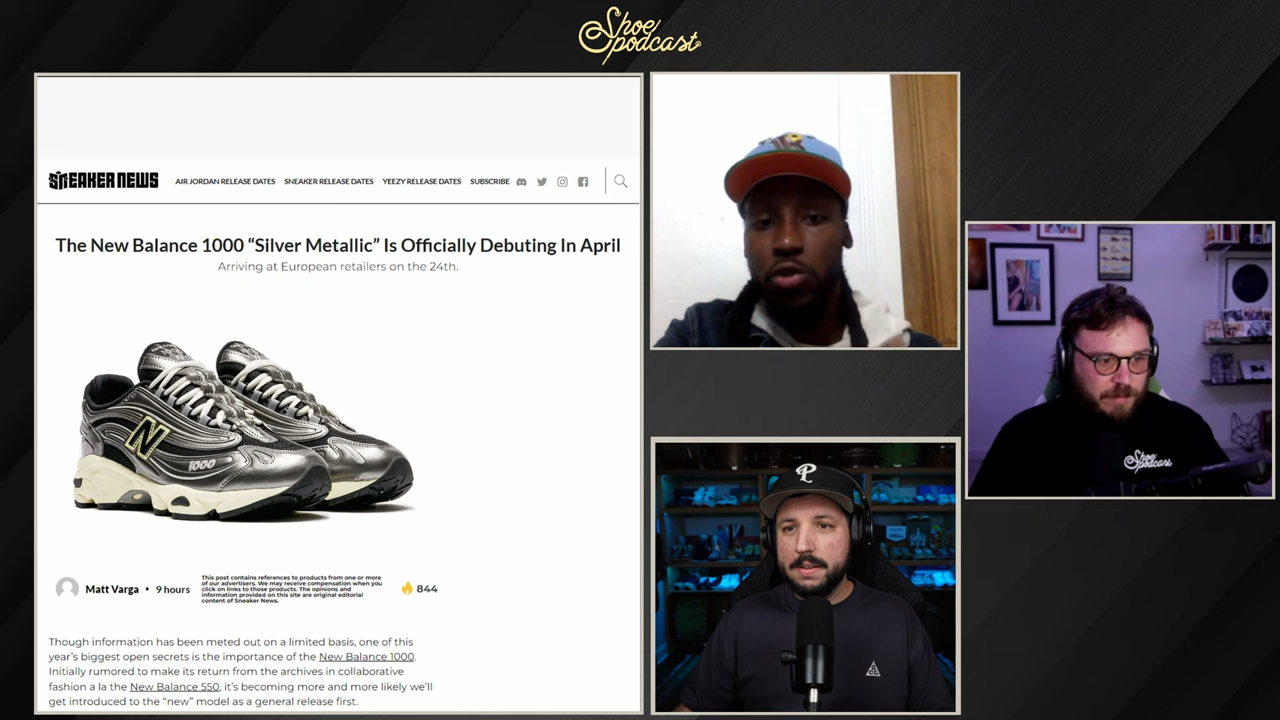 Shoe
podcast
SNEAKER NEWS
AIR JORDAN RELEASE DATES SNEAKER RELEASE DATES YEEZY RELEASE DATES SUBSCRIBE
The New Balance 1000 “Silver Metallic” Is Officially Debuting In April
Arriving at European retailers on the 24th.
N
1000
Matt Varga • 9 hours
This post contains references to products from one or more
of our advertisers. We may receive compensation when you
click on links to those products. The opinions and
information provided on this site are original editorial
content of Sneaker News.
844
Though information has been meted out on a limited basis, one of this
year’s biggest open secrets is the importance of the New Balance 1000.
Initially rumored to make its return from the archives in collaborative
fashion a la the New Balance 550, it’s becoming more and more likely we’ll
get introduced to the “new” model as a general release first.
P
Shoe
podcast